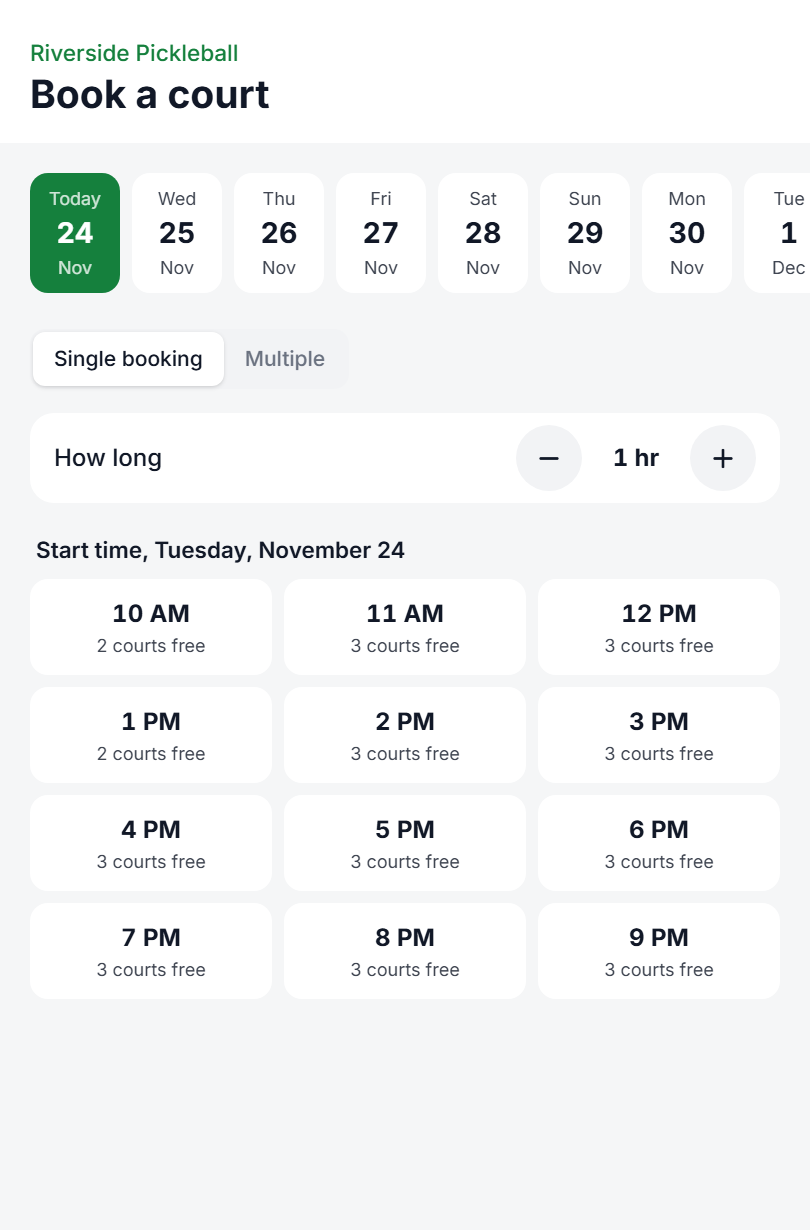 Riverside Pickleball
Book a court
Today Wed Thu Fri Sat Sun Mon Tue
24 25 26 27 28 29 30 1
Nov Nov Nov Nov Nov Nov Nov Dec
Single booking Multiple
How long − 1 hr +
Start time, Tuesday, November 24
10 AM 11 AM 12 PM
2 courts free 3 courts free 3 courts free
1 PM 2 PM 3 PM
2 courts free 3 courts free 3 courts free
4 PM 5 PM 6 PM
3 courts free 3 courts free 3 courts free
7 PM 8 PM 9 PM
3 courts free 3 courts free 3 courts free